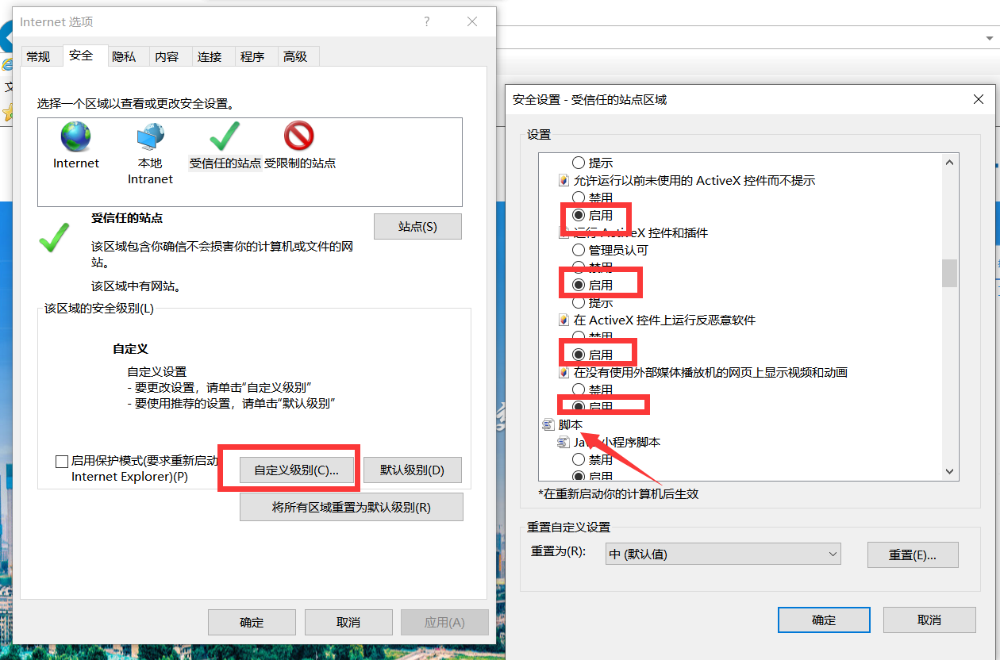 Internet 选项
?
常规
安全
隐私
内容
连接
程序
高级
选择一个区域以查看或更改安全设置。
Internet
本地
Intranet
受信任的站点
受限制的站点
受信任的站点
站点(S)
该区域包含你确信不会损害你的计算机或文件的网
站。
该区域中有网站。
该区域的安全级别(L)
自定义
自定义设置
- 要更改设置，请单击“自定义级别”
- 要使用推荐的设置，请单击“默认级别”
启用保护模式(要求重新启动
Internet Explorer)(P)
自定义级别(C)...
默认级别(D)
将所有区域重置为默认级别(R)
确定
取消
应用(A)
安全设置 - 受信任的站点区域
设置
提示
允许运行以前未使用的 ActiveX 控件而不提示
禁用
启用
运行 ActiveX 控件和插件
管理员认可
禁用
启用
提示
在 ActiveX 控件上运行反恶意软件
禁用
启用
在没有使用外部媒体播放机的网页上显示视频和动画
禁用
启用
脚本
Java 小程序脚本
禁用
启用
*在重新启动你的计算机后生效
重置自定义设置
重置为(R):
中 (默认值)
重置(E)...
确定
取消